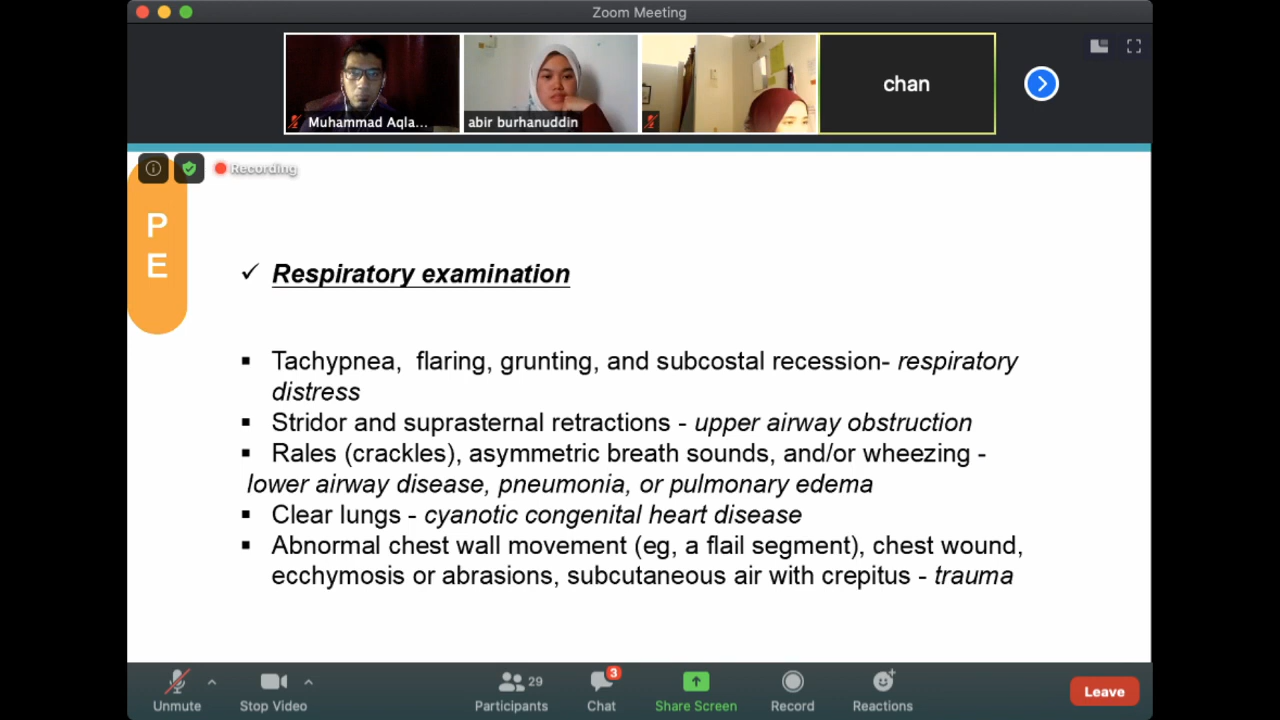 Zoom Meeting
Muhammad Aqla...
abir burhanuddin
chan
Recording
P
E
✓ Respiratory examination
▪ Tachypnea, flaring, grunting, and subcostal recession- respiratory
distress
▪ Stridor and suprasternal retractions - upper airway obstruction
▪ Rales (crackles), asymmetric breath sounds, and/or wheezing -
lower airway disease, pneumonia, or pulmonary edema
▪ Clear lungs - cyanotic congenital heart disease
▪ Abnormal chest wall movement (eg, a flail segment), chest wound,
ecchymosis or abrasions, subcutaneous air with crepitus - trauma
29
3
Unmute
Stop Video
Participants
Chat
Share Screen
Record
Reactions
Leave